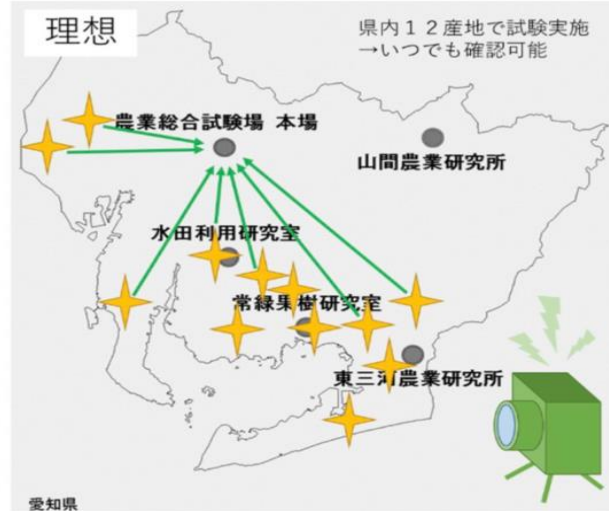 理想
県内１２産地で試験実施
→いつでも確認可能
農業総合試験場 本場
山間農業研究所
水田利用研究室
常緑果樹研究室
東三河農業研究所
愛知県